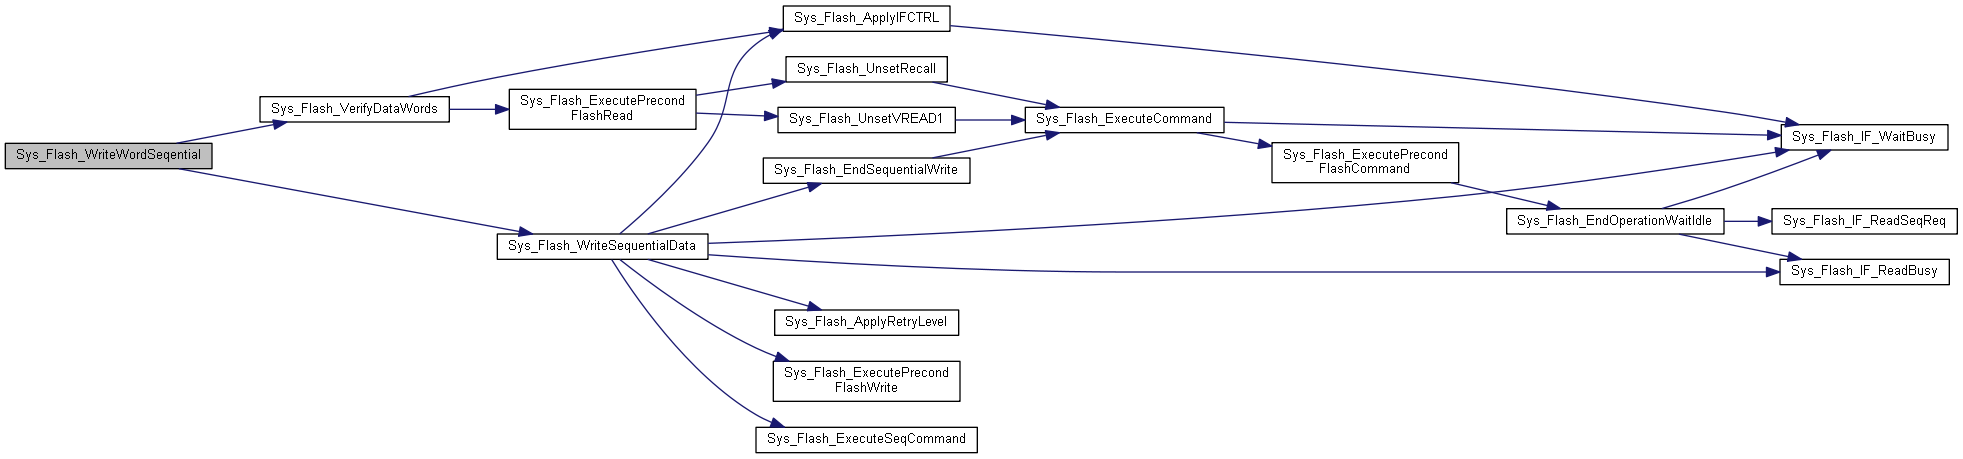 Sys_Flash_WriteWordSeqential
Sys_Flash_VerifyDataWords
Sys_Flash_WriteSequentialData
Sys_Flash_ExecutePrecond
FlashRead
Sys_Flash_ApplyIFCTRL
Sys_Flash_UnsetRecall
Sys_Flash_UnsetVREAD1
Sys_Flash_EndSequentialWrite
Sys_Flash_ApplyRetryLevel
Sys_Flash_ExecutePrecond
FlashWrite
Sys_Flash_ExecuteSeqCommand
Sys_Flash_ExecuteCommand
Sys_Flash_ExecutePrecond
FlashCommand
Sys_Flash_EndOperationWaitIdle
Sys_Flash_IF_WaitBusy
Sys_Flash_IF_ReadSeqReq
Sys_Flash_IF_ReadBusy